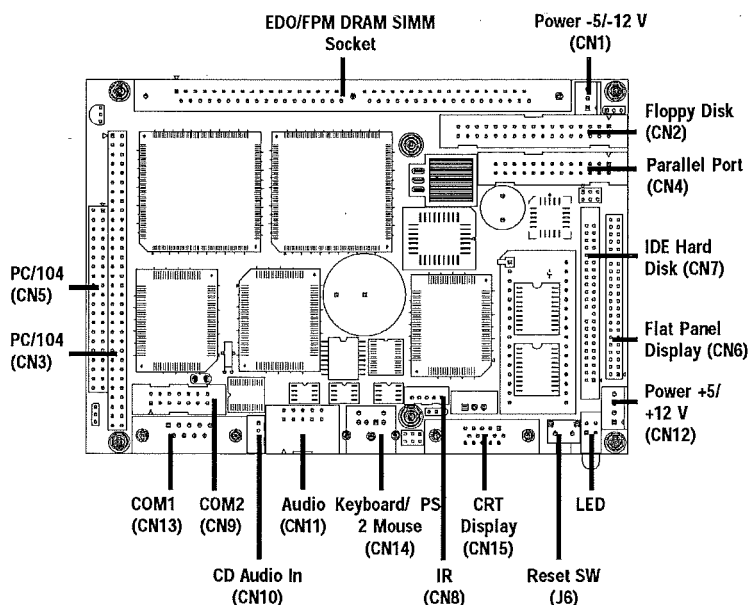 EDO/FPM DRAM SIMM
Socket
Power -5/-12 V
(CN1)
Floppy Disk
(CN2)
Parallel Port
(CN4)
IDE Hard
Disk (CN7)
Flat Panel
Display (CN6)
Power +5/
+12 V
(CN12)
PC/104
(CN5)
PC/104
(CN3)
COM1
(CN13)
COM2
(CN9)
Audio
(CN11)
Keyboard/ PS/
2 Mouse
(CN14)
CRT
Display
(CN15)
LED
CD Audio In
(CN10)
IR
(CN8)
Reset SW
(J6)